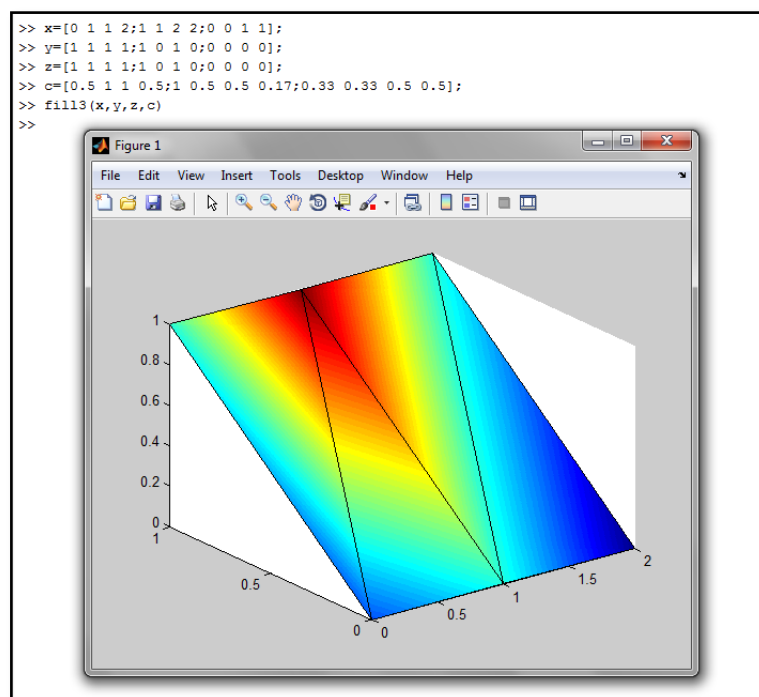 >> x=[0 1 1 2;1 1 2 2;0 0 1 1];
>> y=[1 1 1 1;1 0 1 0;0 0 0 0];
>> z=[1 1 1 1;1 0 1 0;0 0 0 0];
>> c=[0.5 1 1 0.5;1 0.5 0.5 0.17;0.33 0.33 0.5 0.5];
>> fill3(x,y,z,c)
>>
Figure 1
File Edit View Insert Tools Desktop Window Help
1
0.8
0.6
0.4
0.2
0
1
0.5
0
0
0.5
1
1.5
2